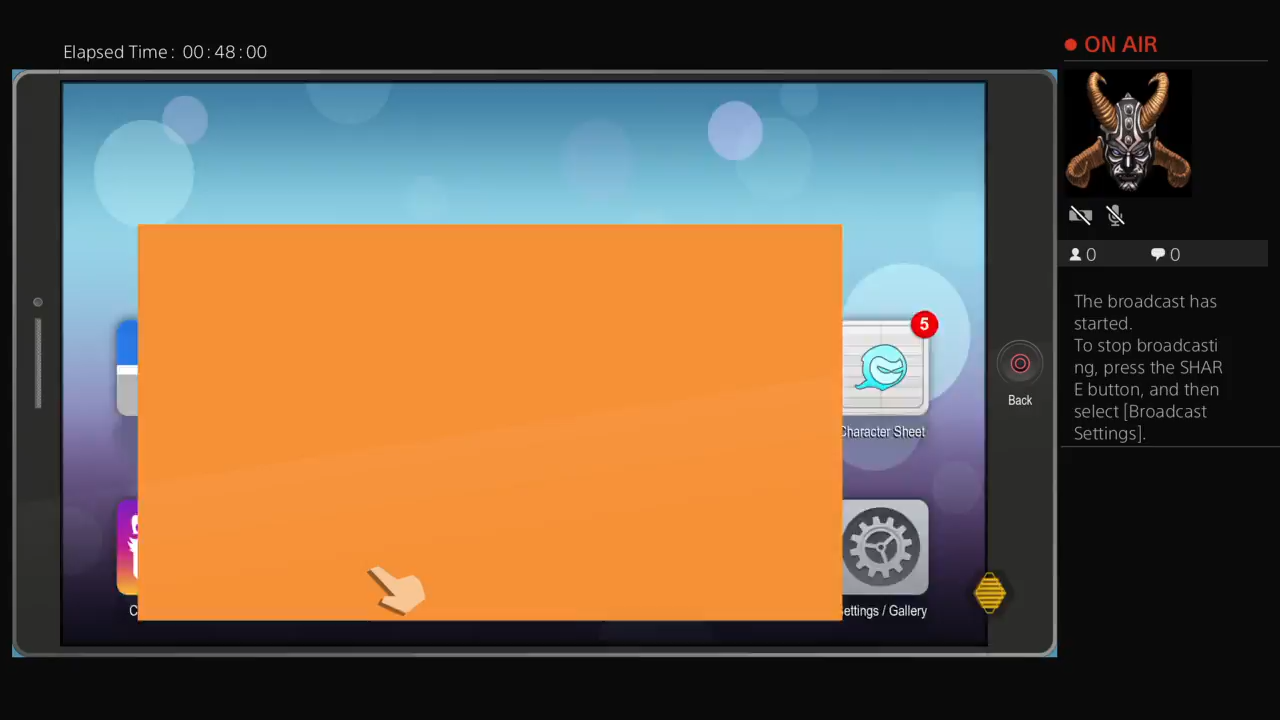 Elapsed Time: 00:48:00
ON AIR
0 0
The broadcast has
started.
To stop broadcasti
ng, press the SHAR
E button, and then
select [Broadcast
Settings].
5
Back
Character Sheet
C
ettings / Gallery